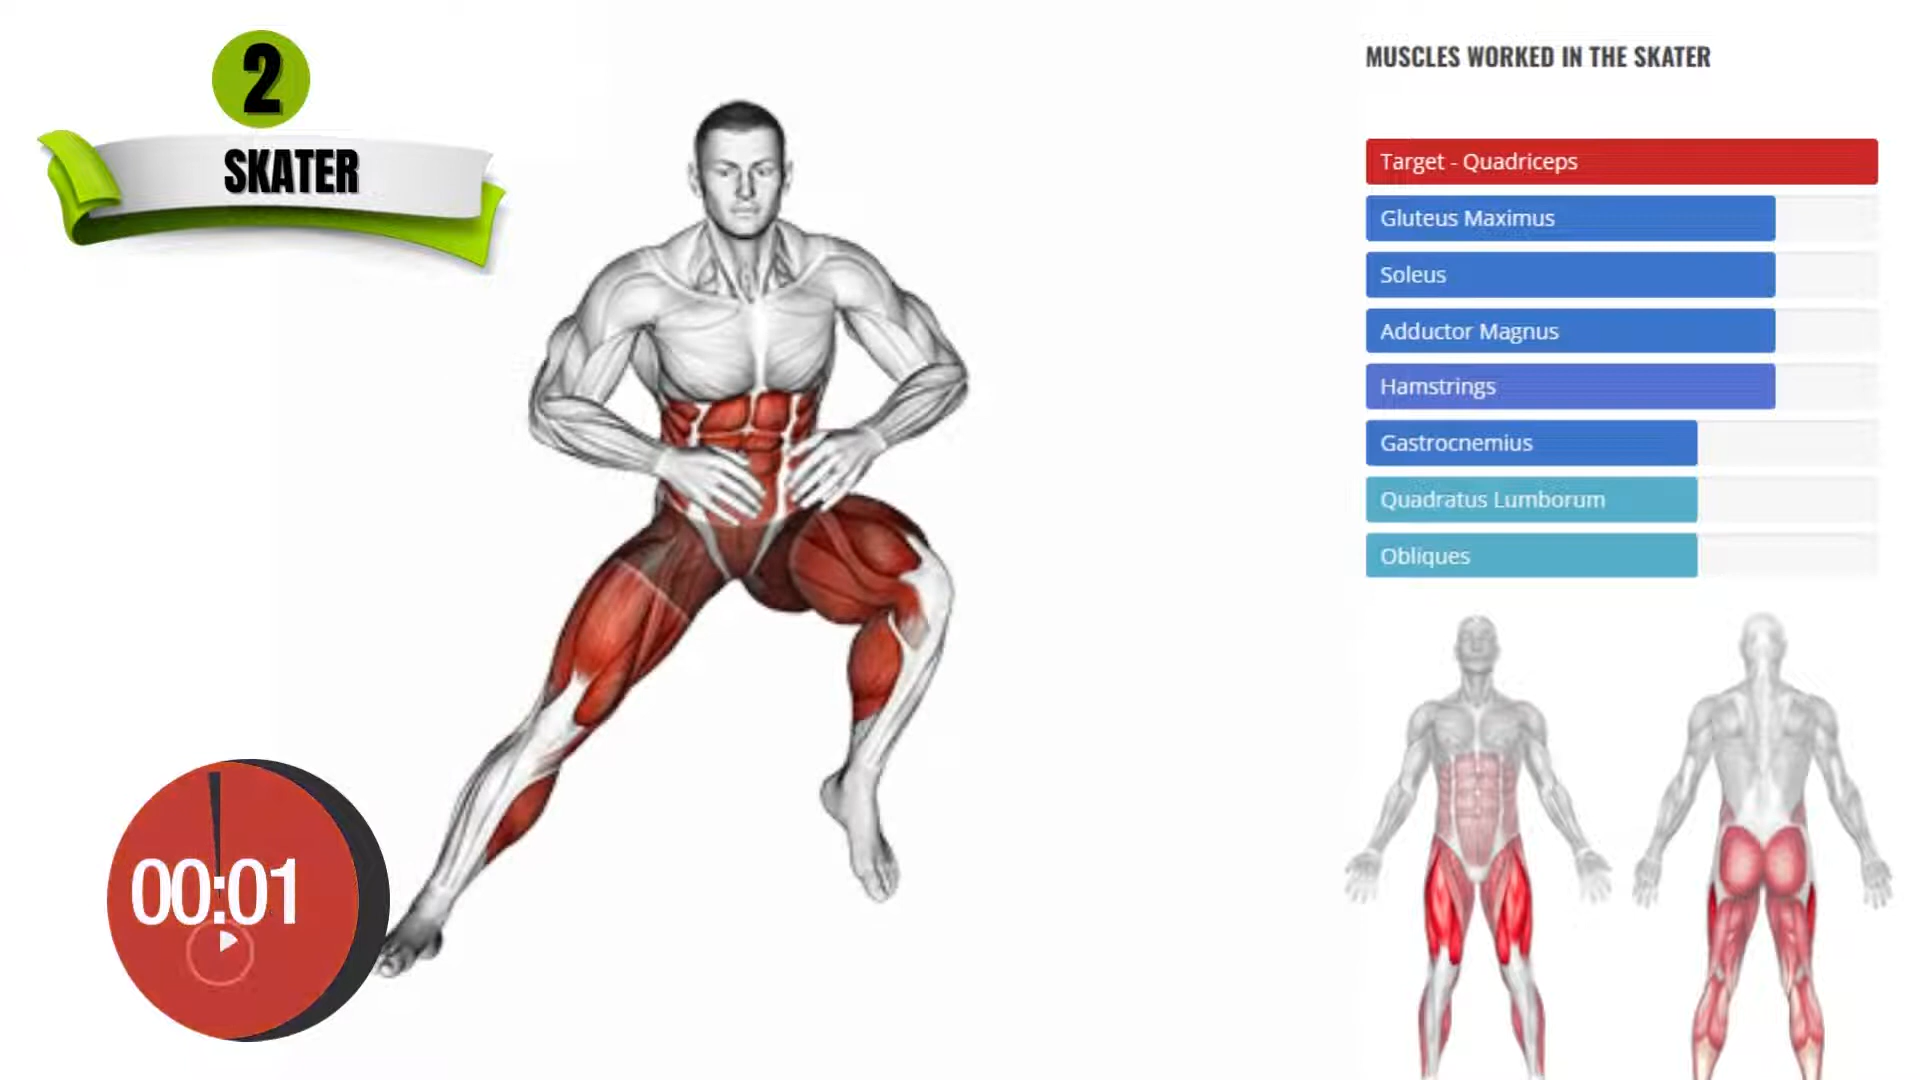 2
SKATER
MUSCLES WORKED IN THE SKATER
Target - Quadriceps
Gluteus Maximus
Soleus
Adductor Magnus
Hamstrings
Gastrocnemius
Quadratus Lumborum
Obliques
00:01